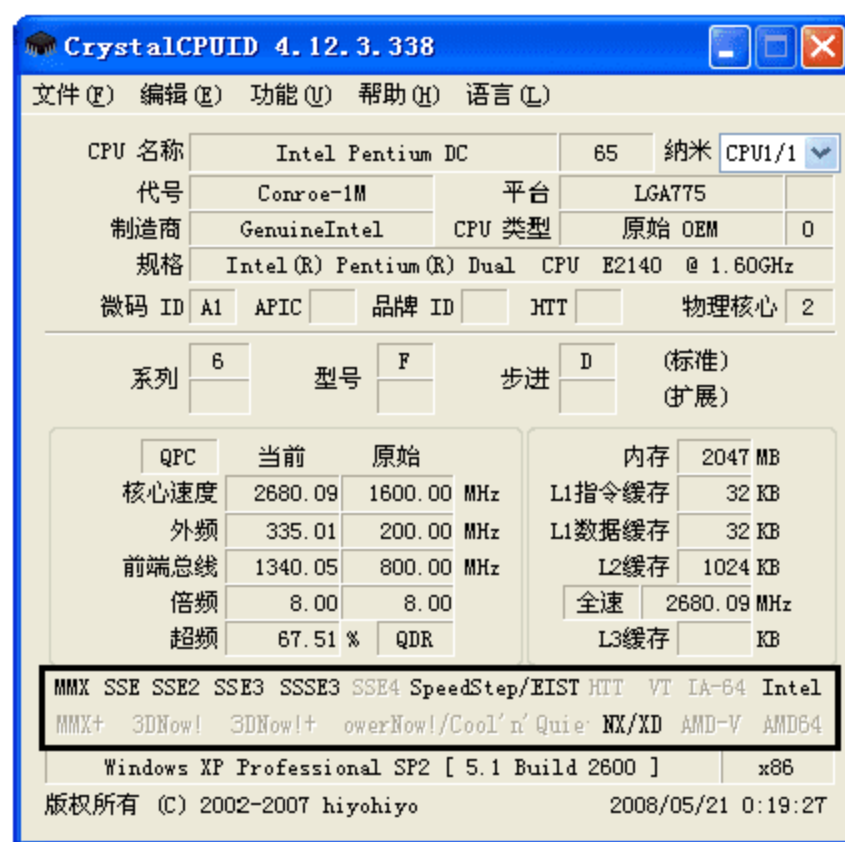 CrystalCPUID 4.12.3.338
文件(F) 编辑(E) 功能(U) 帮助(H) 语言(L)
CPU 名称 Intel Pentium DC 65 納米 CPU1/1
代号 Conroe-1M 平台 LGA775
制造商 GenuineIntel CPU 类型 原始 OEM 0
规格 Intel(R) Pentium(R) Dual CPU E2140 @ 1.60GHz
微码 ID A1 APIC 品牌 ID HTT 物理核心 2
系列 6 型号 F 步进 D (标准)
(扩展)
QPC 当前 原始 内存 2047 MB
核心速度 2680.09 1600.00 MHz L1指令缓存 32 KB
外频 335.01 200.00 MHz L1数据缓存 32 KB
前端总线 1340.05 800.00 MHz L2缓存 1024 KB
倍频 8.00 8.00 全速 2680.09 MHz
超频 67.51 % QDR L3缓存 KB
MMX SSE SSE2 SSE3 SSSE3 SSE4 SpeedStep/EIST HTT VT IA-64 Intel
MMX+ 3DNow! 3DNow!+ owerNow!/Cool'n'Quie NX/XD AMD-V AMD64
Windows XP Professional SP2 [ 5.1 Build 2600 ] x86
版权所有 (C) 2002-2007 hiyohiyo 2008/05/21 0:19:27